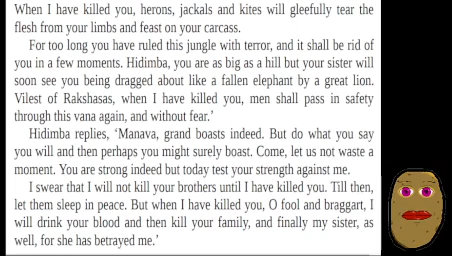 When I have killed you, herons, jackals and kites will gleefully tear the
flesh from your limbs and feast on your carcass.
For too long you have ruled this jungle with terror, and it shall be rid of
you in a few moments. Hidimba, you are as big as a hill but your sister will
soon see you being dragged about like a fallen elephant by a great lion.
Vilest of Rakshasas, when I have killed you, men shall pass in safety
through this vana again, and without fear.’
Hidimba replies, ‘Manava, grand boasts indeed. But do what you say
you will and then perhaps you might surely boast. Come, let us not waste a
moment. You are strong indeed but today test your strength against me.
I swear that I will not kill your brothers until I have killed you. Till then,
let them sleep in peace. But when I have killed you, O fool and braggart, I
will drink your blood and then kill your family, and finally my sister, as
well, for she has betrayed me.’